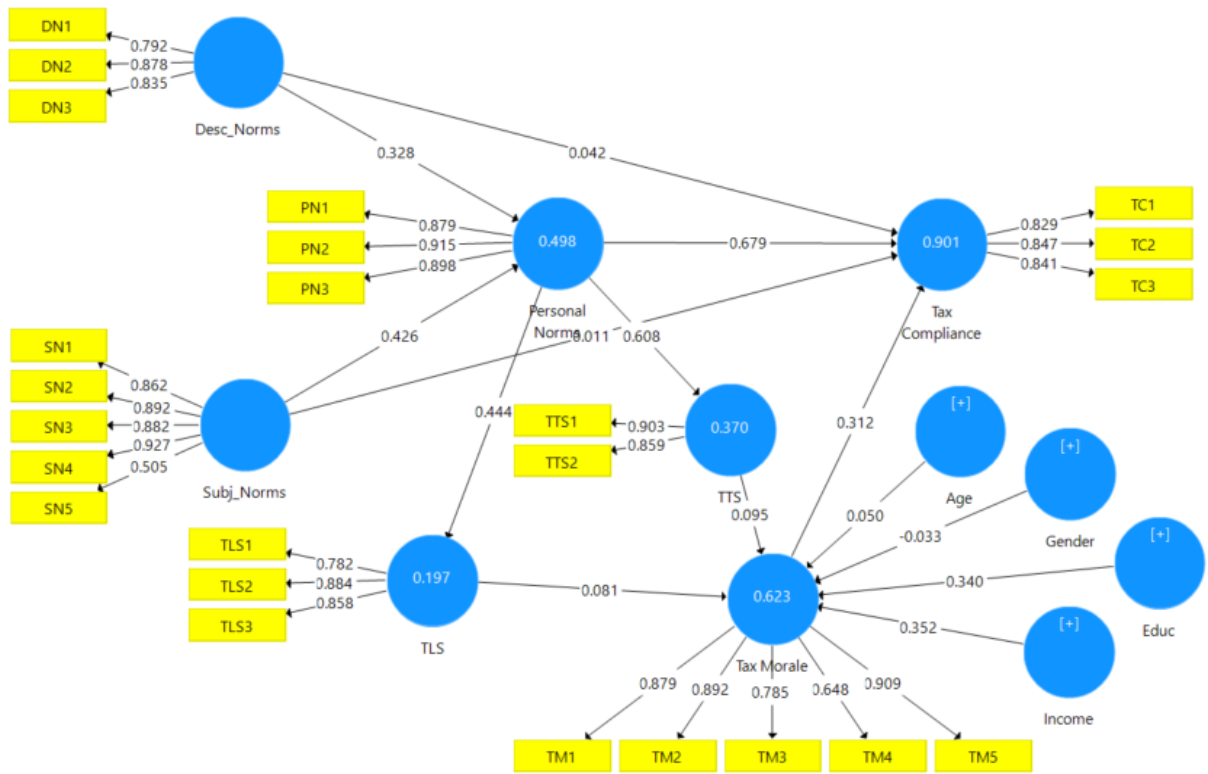 DN1
0.792
DN2
0.878
DN3
0.835
Desc_Norms
0.328
0.042
PN1
0.879
PN2
0.915
PN3
0.898
0.498
Personal
Norms
0.679
0.901
Tax
Compliance
0.829
TC1
0.847
TC2
0.841
TC3
SN1
0.862
SN2
0.892
SN3
0.882
SN4
0.927
SN5
0.505
Subj_Norms
0.426
0.011
0.608
0.444
TTS1
0.903
TTS2
0.859
0.370
TTS
0.095
0.312
[+]
Age
0.050
[+]
Gender
-0.033
[+]
Educ
0.340
[+]
Income
0.352
TLS1
0.782
TLS2
0.884
TLS3
0.858
0.197
TLS
0.081
0.623
Tax Morale
0.879
0.892
0.785
0.648
0.909
TM1
TM2
TM3
TM4
TM5